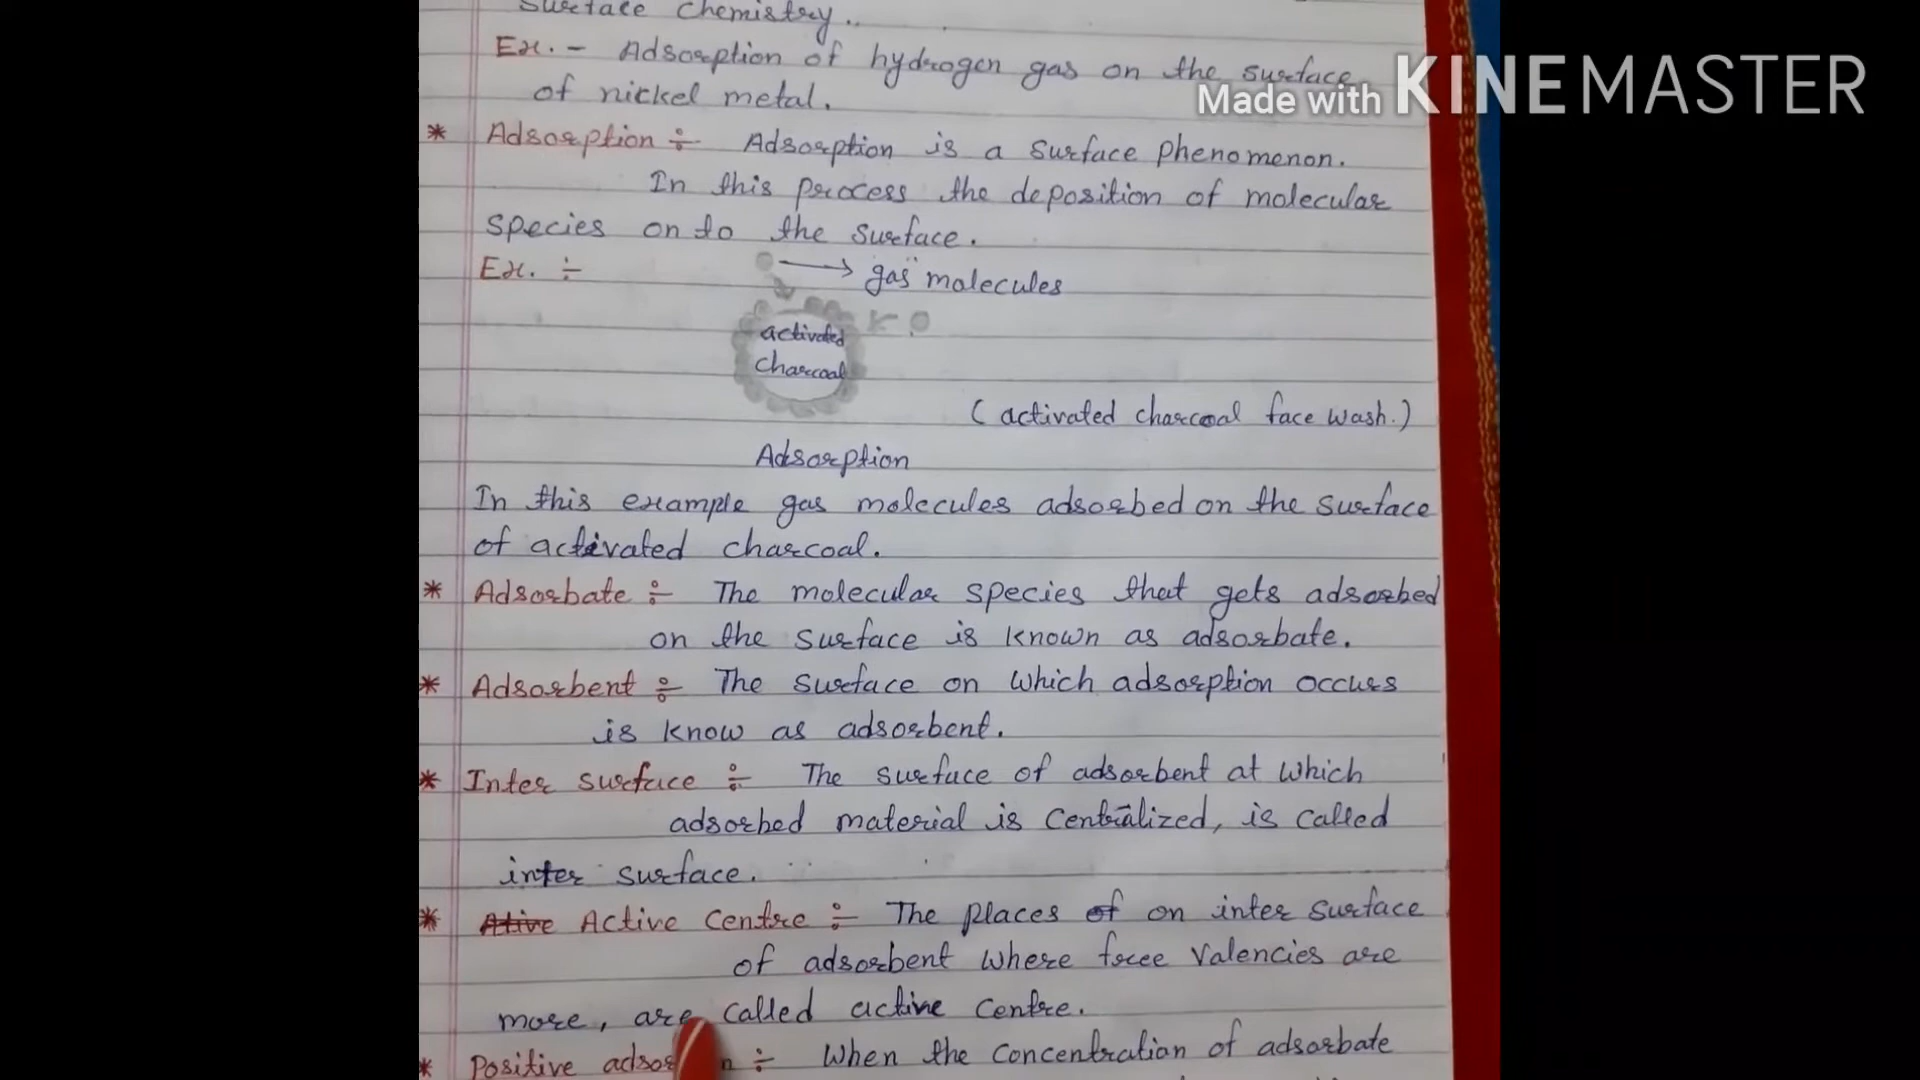 Surface Chemistry..
Ex. - Adsorption of hydrogen gas on the surface
of nickel metal.
Made with KINEMASTER
* Adsorption ÷ Adsorption is a surface phenomenon.
In this process the deposition of molecular
species on to the surface.
Ex. ÷ → gas molecules
activated
charcoal
(activated charcoal face wash.)
Adsorption
In this example gas molecules adsorbed on the surface
of activated charcoal.
* Adsorbate ÷ The molecular species that gets adsorbed
on the surface is known as adsorbate.
* Adsorbent ÷ The surface on which adsorption occurs
is know as adsorbent.
* Inter surface ÷ The surface of adsorbent at which
adsorbed material is centralized, is called
inter surface.
* Active Centre ÷ The places on inter surface
of adsorbent where free valencies are
more, are called active centre.
* Positive ÷ When the concentration of adsorbate